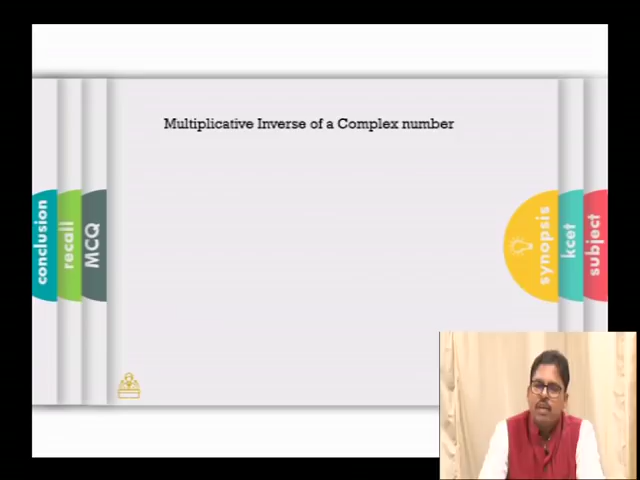 Multiplicative Inverse of a Complex number
conclusion
recall
MCQ
synopsis
kcet
subject